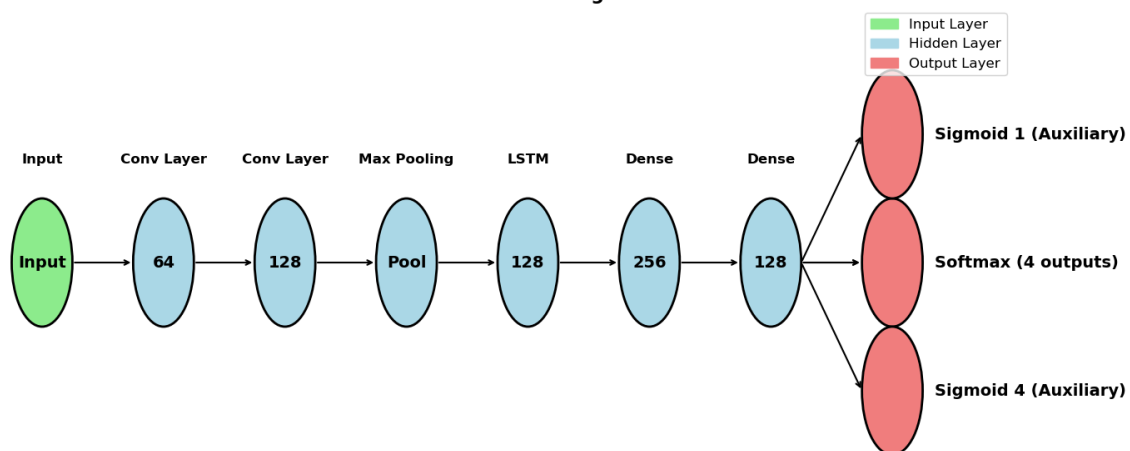 Input Layer
Hidden Layer
Output Layer
Sigmoid 1 (Auxiliary)
Input
Conv Layer
Conv Layer
Max Pooling
LSTM
Dense
Dense
Input
64
128
Pool
128
256
128
Softmax (4 outputs)
Sigmoid 4 (Auxiliary)